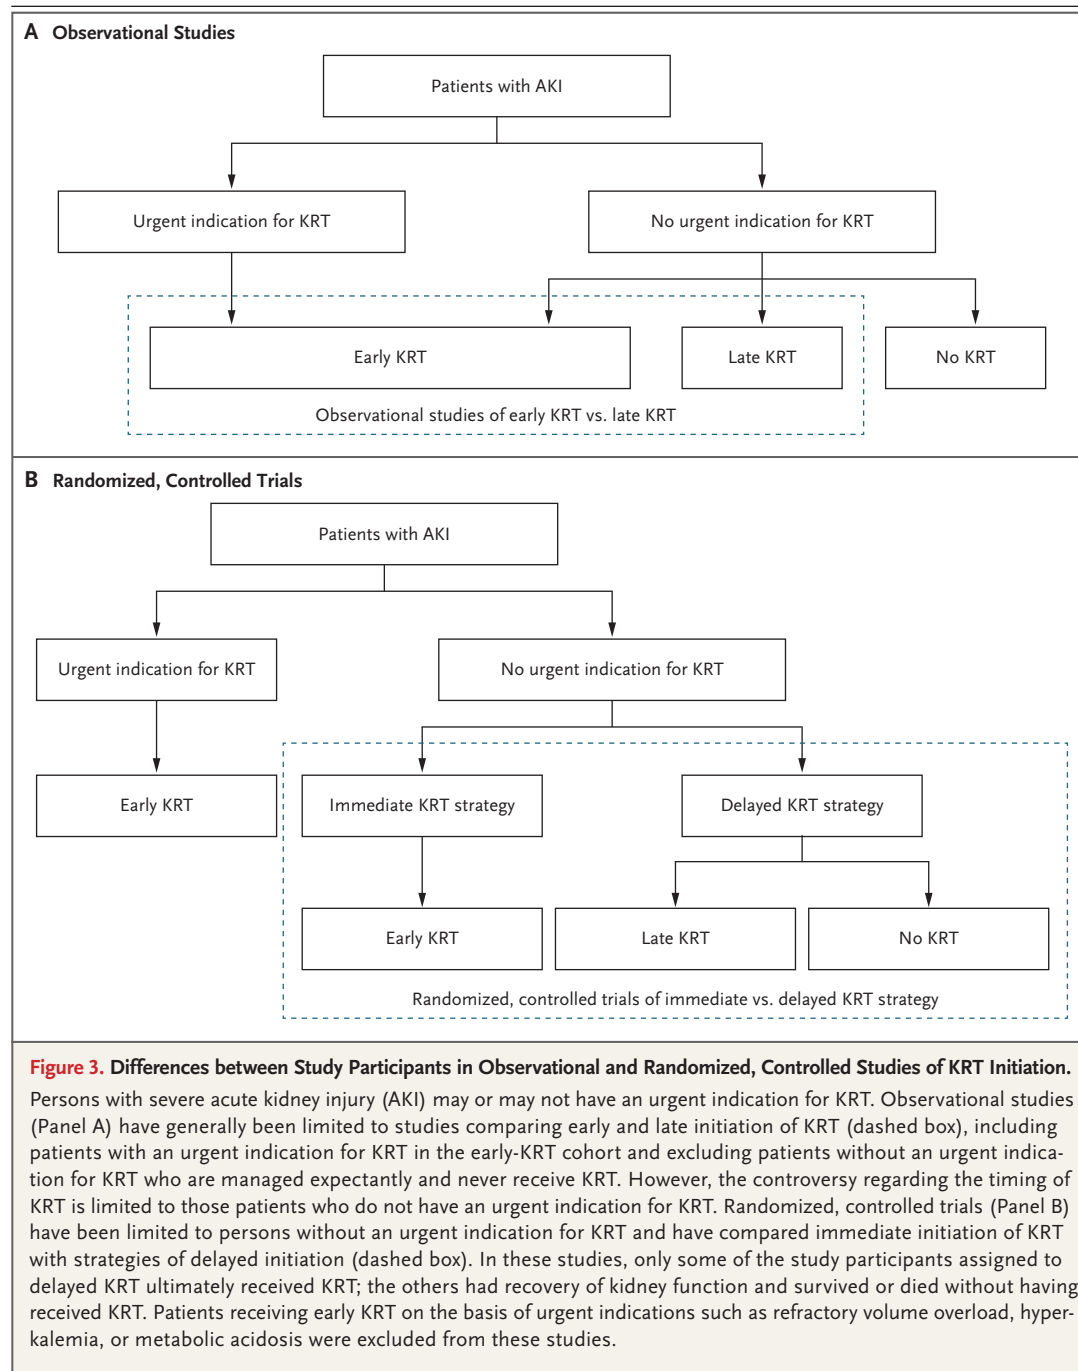 A Observational Studies
Patients with AKI
Urgent indication for KRT
No urgent indication for KRT
Early KRT
Late KRT
No KRT
Observational studies of early KRT vs. late KRT
B Randomized, Controlled Trials
Patients with AKI
Urgent indication for KRT
No urgent indication for KRT
Early KRT
Immediate KRT strategy
Delayed KRT strategy
Early KRT
Late KRT
No KRT
Randomized, controlled trials of immediate vs. delayed KRT strategy
Figure 3. Differences between Study Participants in Observational and Randomized, Controlled Studies of KRT Initiation.
Persons with severe acute kidney injury (AKI) may or may not have an urgent indication for KRT. Observational studies
(Panel A) have generally been limited to studies comparing early and late initiation of KRT (dashed box), including
patients with an urgent indication for KRT in the early-KRT cohort and excluding patients without an urgent indica-
tion for KRT who are managed expectantly and never receive KRT. However, the controversy regarding the timing of
KRT is limited to those patients who do not have an urgent indication for KRT. Randomized, controlled trials (Panel B)
have been limited to persons without an urgent indication for KRT and have compared immediate initiation of KRT
with strategies of delayed initiation (dashed box). In these studies, only some of the study participants assigned to
delayed KRT ultimately received KRT; the others had recovery of kidney function and survived or died without having
received KRT. Patients receiving early KRT on the basis of urgent indications such as refractory volume overload, hyper-
kalemia, or metabolic acidosis were excluded from these studies.